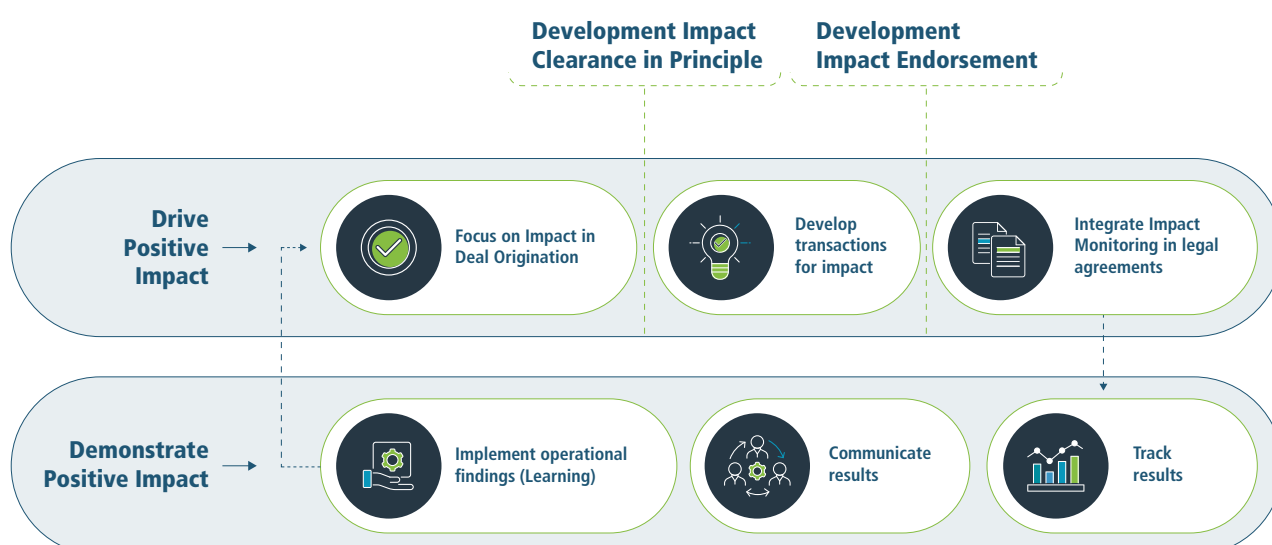 Development Impact
Clearance in Principle
Development
Impact Endorsement
Drive
Positive
Impact
Focus on Impact in
Deal Origination
Develop
transactions
for impact
Integrate Impact
Monitoring in legal
agreements
Demonstrate
Positive Impact
Implement operational
findings (Learning)
Communicate
results
Track
results